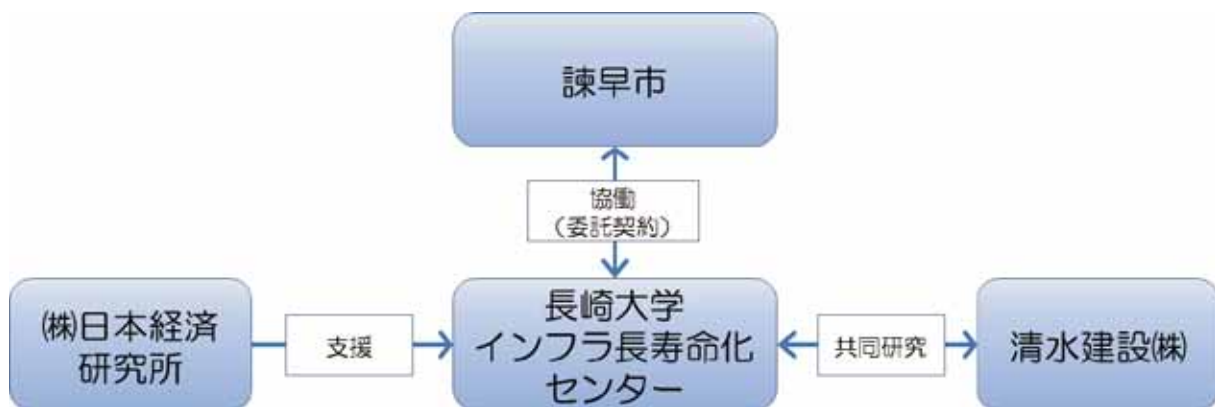 諫早市
協働
（委託契約）
㈱日本経済
研究所
支援
長崎大学
インフラ長寿命化
センター
共同研究
清水建設㈱